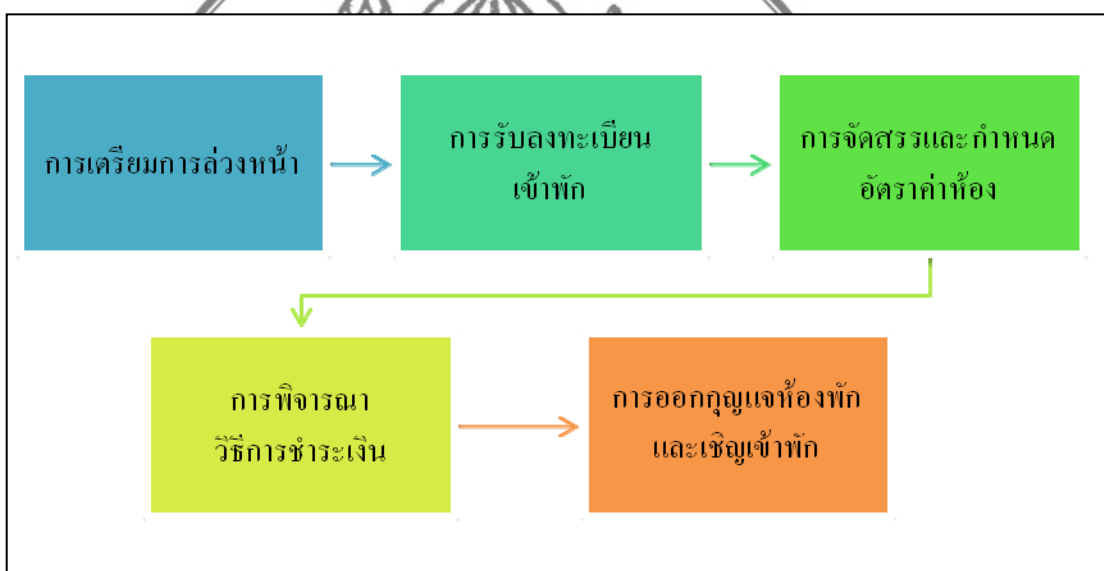 การเตรียมการล่วงหน้า
การรับลงทะเบียน
เข้าพัก
การจัดสรรและกำหนด
อัตราค่าห้อง
การพิจารณา
วิธีการชำระเงิน
การออกกุญแจห้องพัก
และเชิญเข้าพัก